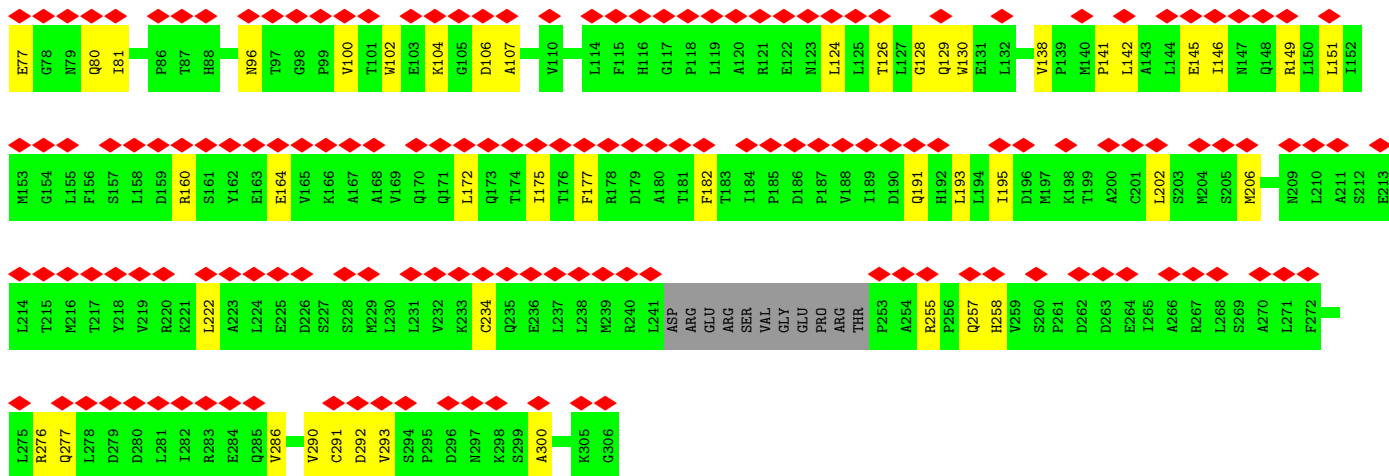 E77 G78 N79 Q80 I81 P86 T87 H88 N96 T97 G98 P99 V100 T101 W102 E103 K104 G105 D106 A107 V110 L114 F115 H116 G117 P118 L119 A120 R121 E122 N123 L124 L125 T126 L127 G128 Q129 W130 E131 L132 V138 P139 M140 P141 L142 A143 L144 E145 I146 N147 Q148 R149 L150 L151 I152
M153 G154 L155 F156 S157 L158 D159 R160 S161 Y162 E163 E164 V165 K166 A167 A168 V169 Q170 Q171 L172 Q173 T174 I175 T176 F177 R178 D179 A180 T181 F182 T183 I184 P185 D186 P187 V188 I189 D190 Q191 H192 L193 L194 I195 D196 M197 K198 T199 A200 C201 L202 S203 M204 S205 M206 N209 L210 A211 S212 E213
L214 T215 M216 T217 Y218 V219 R220 K221 L222 A223 L224 E225 D226 S227 S228 M229 L230 L231 V232 K233 C234 Q235 E236 L237 L238 M239 R240 L241 ASP ARG GLU ARG SER VAL GLY GLU PRO ARG THR P253 A254 R255 P256 Q257 H258 V259 S260 P261 D262 D263 E264 I265 A266 R267 L268 S269 A270 L271 F272
L275 R276 Q277 L278 D279 D280 L281 I282 R283 E284 Q285 V286 V290 C291 D292 V293 S294 P295 D296 N297 K298 S299 A300 K305 G306